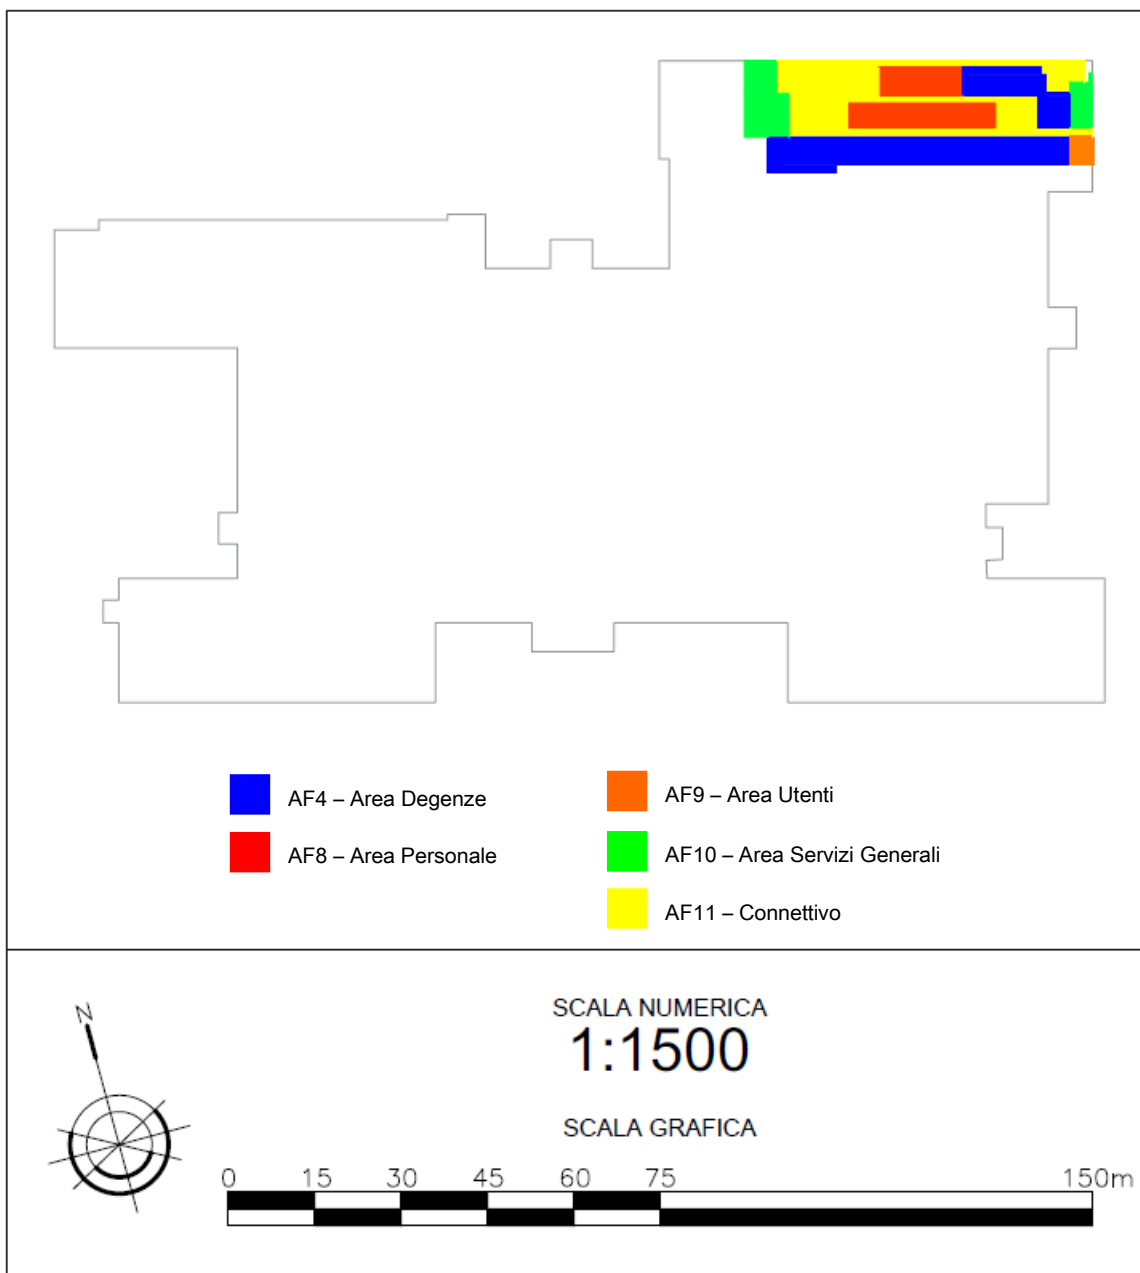 AF4 – Area Degenze
AF8 – Area Personale
AF9 – Area Utenti
AF10 – Area Servizi Generali
AF11 – Connettivo
N
SCALA NUMERICA
1:1500
SCALA GRAFICA
0 15 30 45 60 75 150m